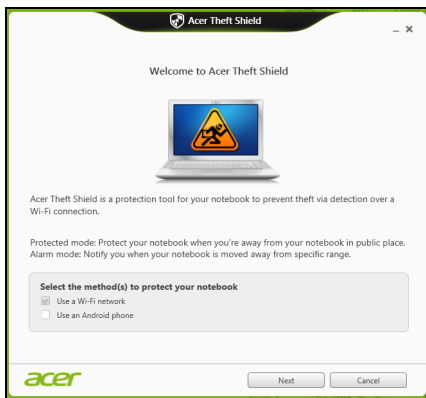 Acer Theft Shield
Welcome to Acer Theft Shield
Acer Theft Shield is a protection tool for your notebook to prevent theft via detection over a
Wi-Fi connection.
Protected mode: Protect your notebook when you're away from your notebook in public place.
Alarm mode: Notify you when your notebook is moved away from specific range.
Select the method(s) to protect your notebook
Use a Wi-Fi network
Use an Android phone
acer
Next
Cancel